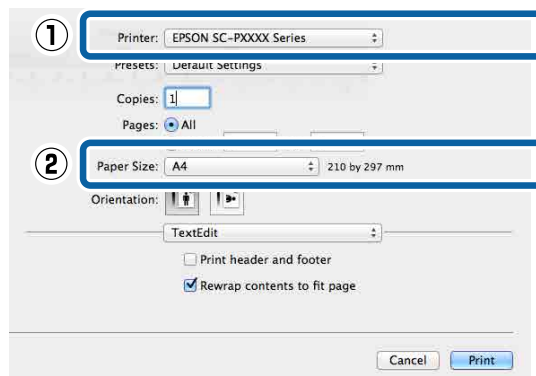 ① Printer: EPSON SC-PXXXX Series
Presets: Default Settings
Copies: 1
Pages: All
② Paper Size: A4 210 by 297 mm
Orientation:
TextEdit
Print header and footer
Rewrap contents to fit page
Cancel Print